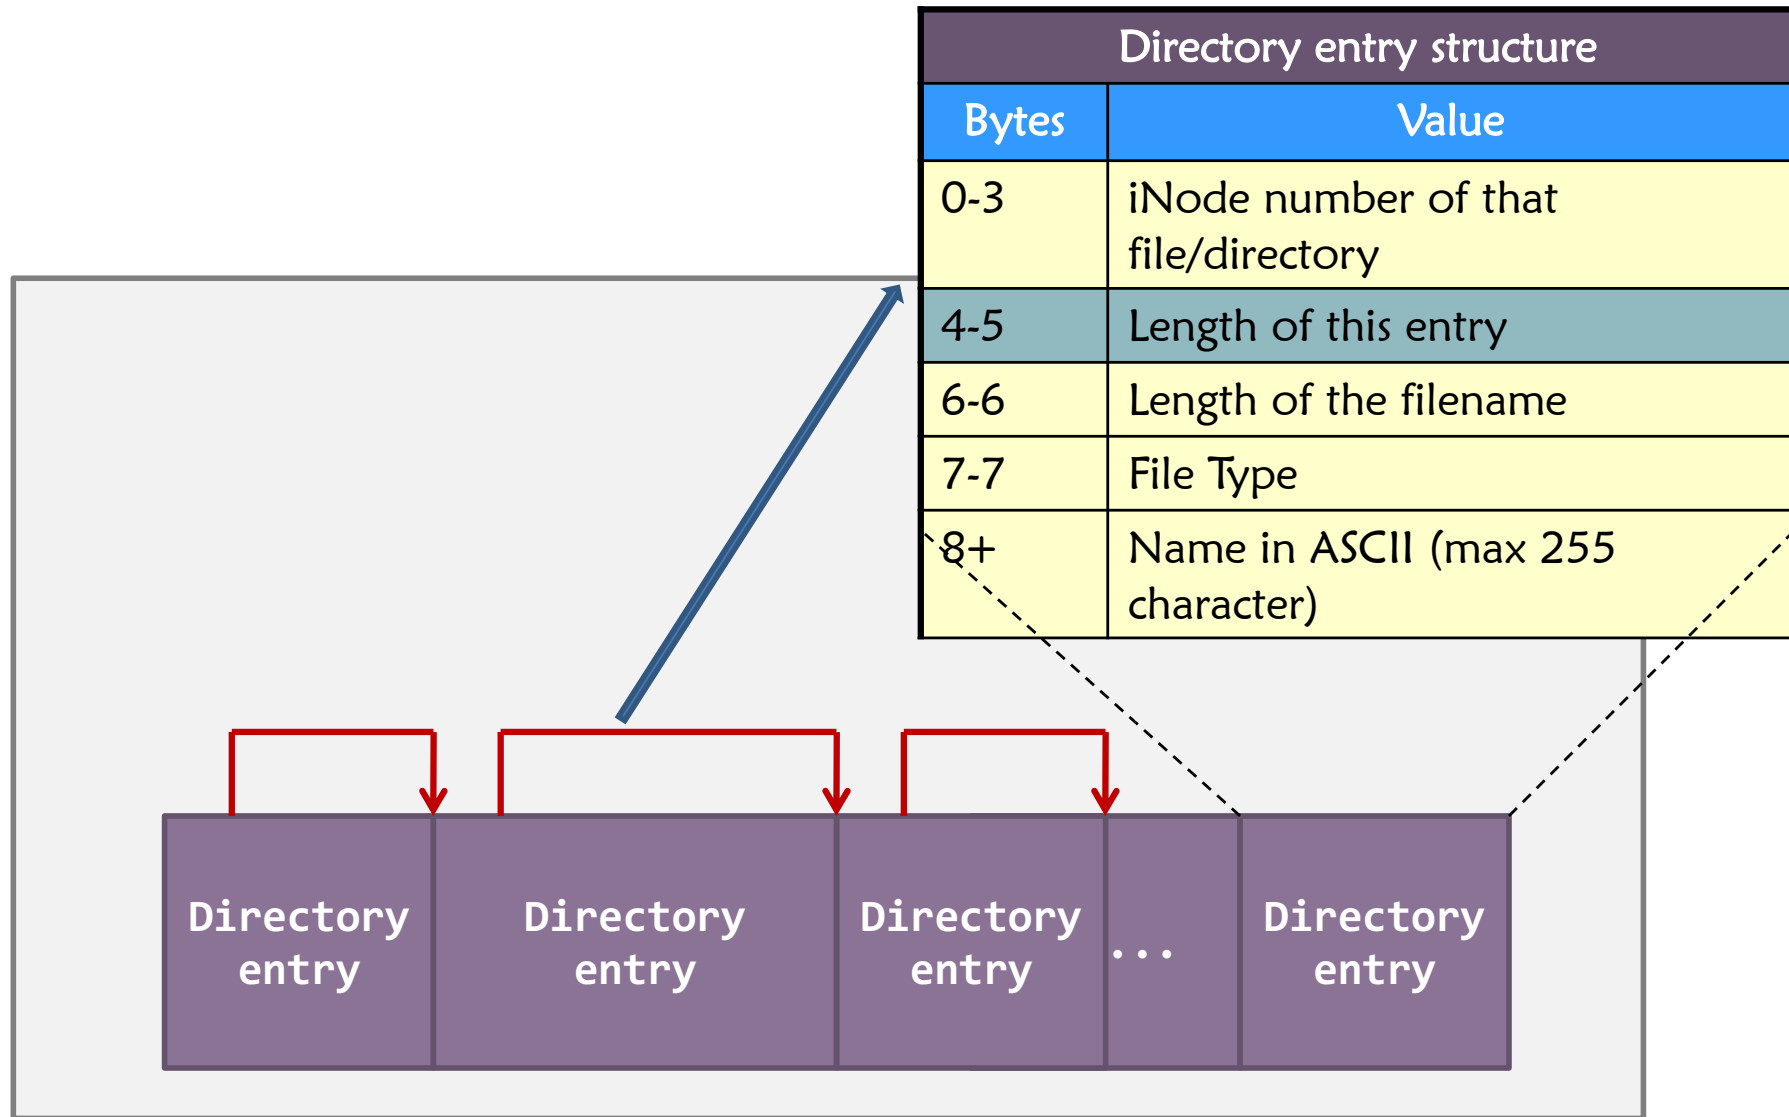 Directory entry structure
Bytes Value
0-3 iNode number of that
file/directory
4-5 Length of this entry
6-6 Length of the filename
7-7 File Type
8+ Name in ASCII (max 255
character)
Directory Directory Directory Directory
entry entry entry ... entry